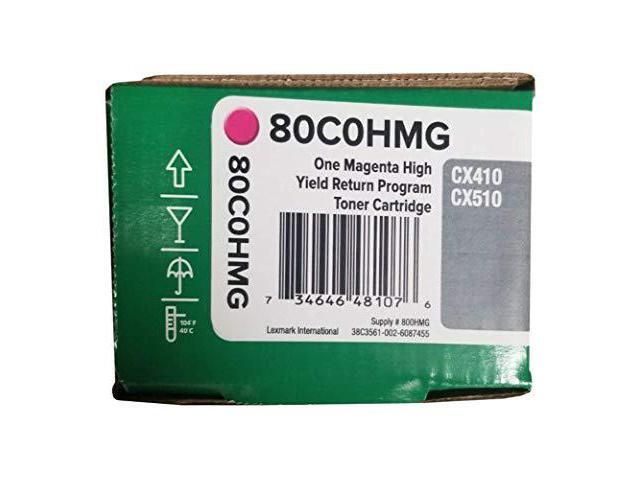 80C0HMG
80C0HMG
One Magenta High
Yield Return Program
Toner Cartridge
CX410
CX510
7 34646 48107 6
Supply # 800HMG
Lexmark International 38C3561-002-6087455
104°F
40°C